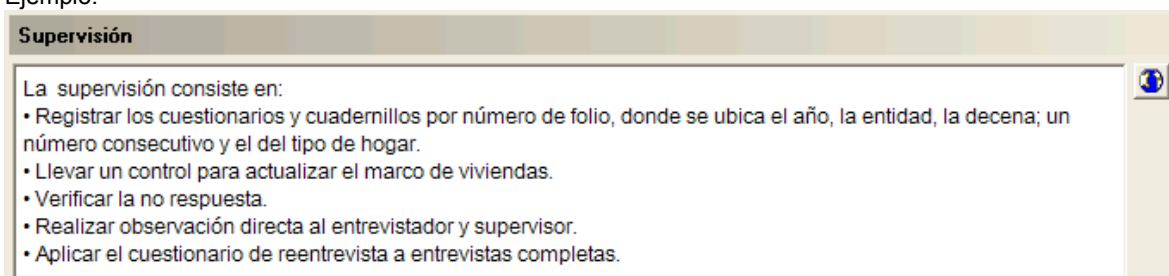 Ejemplo:
Supervisión
La supervisión consiste en:
• Registrar los cuestionarios y cuadernillos por número de folio, donde se ubica el año, la entidad, la decena; un
número consecutivo y el del tipo de hogar.
• Llevar un control para actualizar el marco de viviendas.
• Verificar la no respuesta.
• Realizar observación directa al entrevistador y supervisor.
• Aplicar el cuestionario de reentrevista a entrevistas completas.